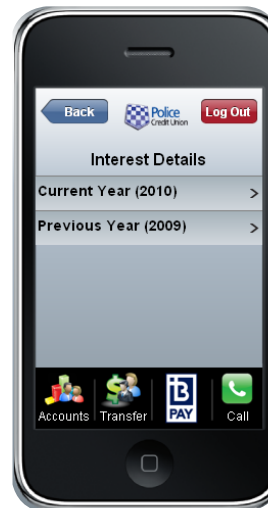 Back
Police
Credit Union
Log Out
Interest Details
Current Year (2010) >
Previous Year (2009) >
B
PAY
Accounts
Transfer
Call